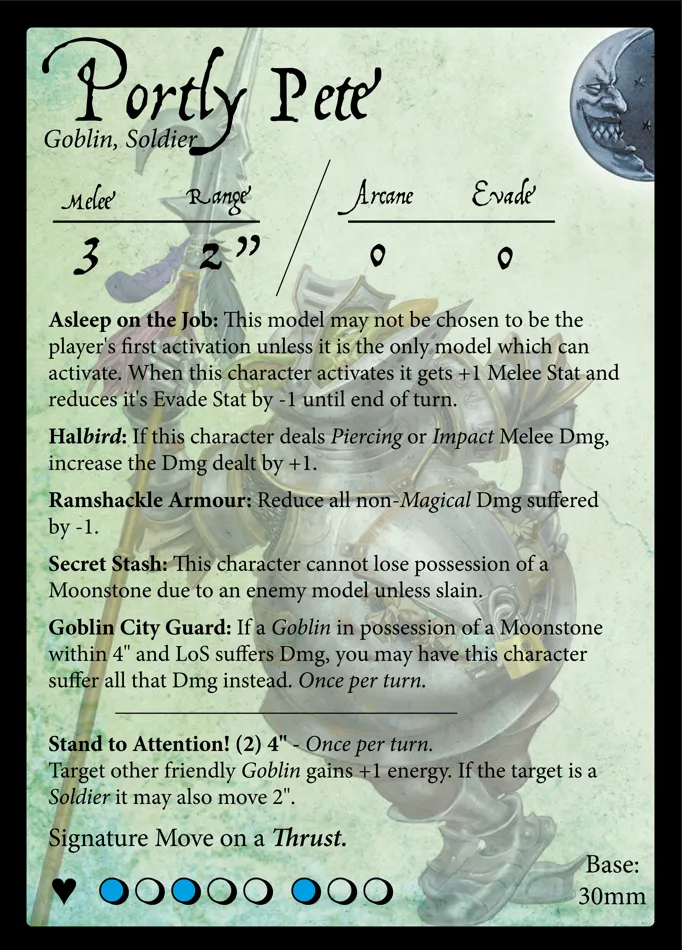 Portly Pete
Goblin, Soldier
Melee Range Arcane Evade
3 2” 0 0
Asleep on the Job: This model may not be chosen to be the
player's first activation unless it is the only model which can
activate. When this character activates it gets +1 Melee Stat and
reduces it's Evade Stat by -1 until end of turn.
Halbird: If this character deals Piercing or Impact Melee Dmg,
increase the Dmg dealt by +1.
Ramshackle Armour: Reduce all non-Magical Dmg suffered
by -1.
Secret Stash: This character cannot lose possession of a
Moonstone due to an enemy model unless slain.
Goblin City Guard: If a Goblin in possession of a Moonstone
within 4" and LoS suffers Dmg, you may have this character
suffer all that Dmg instead. Once per turn.
Stand to Attention! (2) 4" - Once per turn.
Target other friendly Goblin gains +1 energy. If the target is a
Soldier it may also move 2".
Signature Move on a Thrust.
Base:
30mm